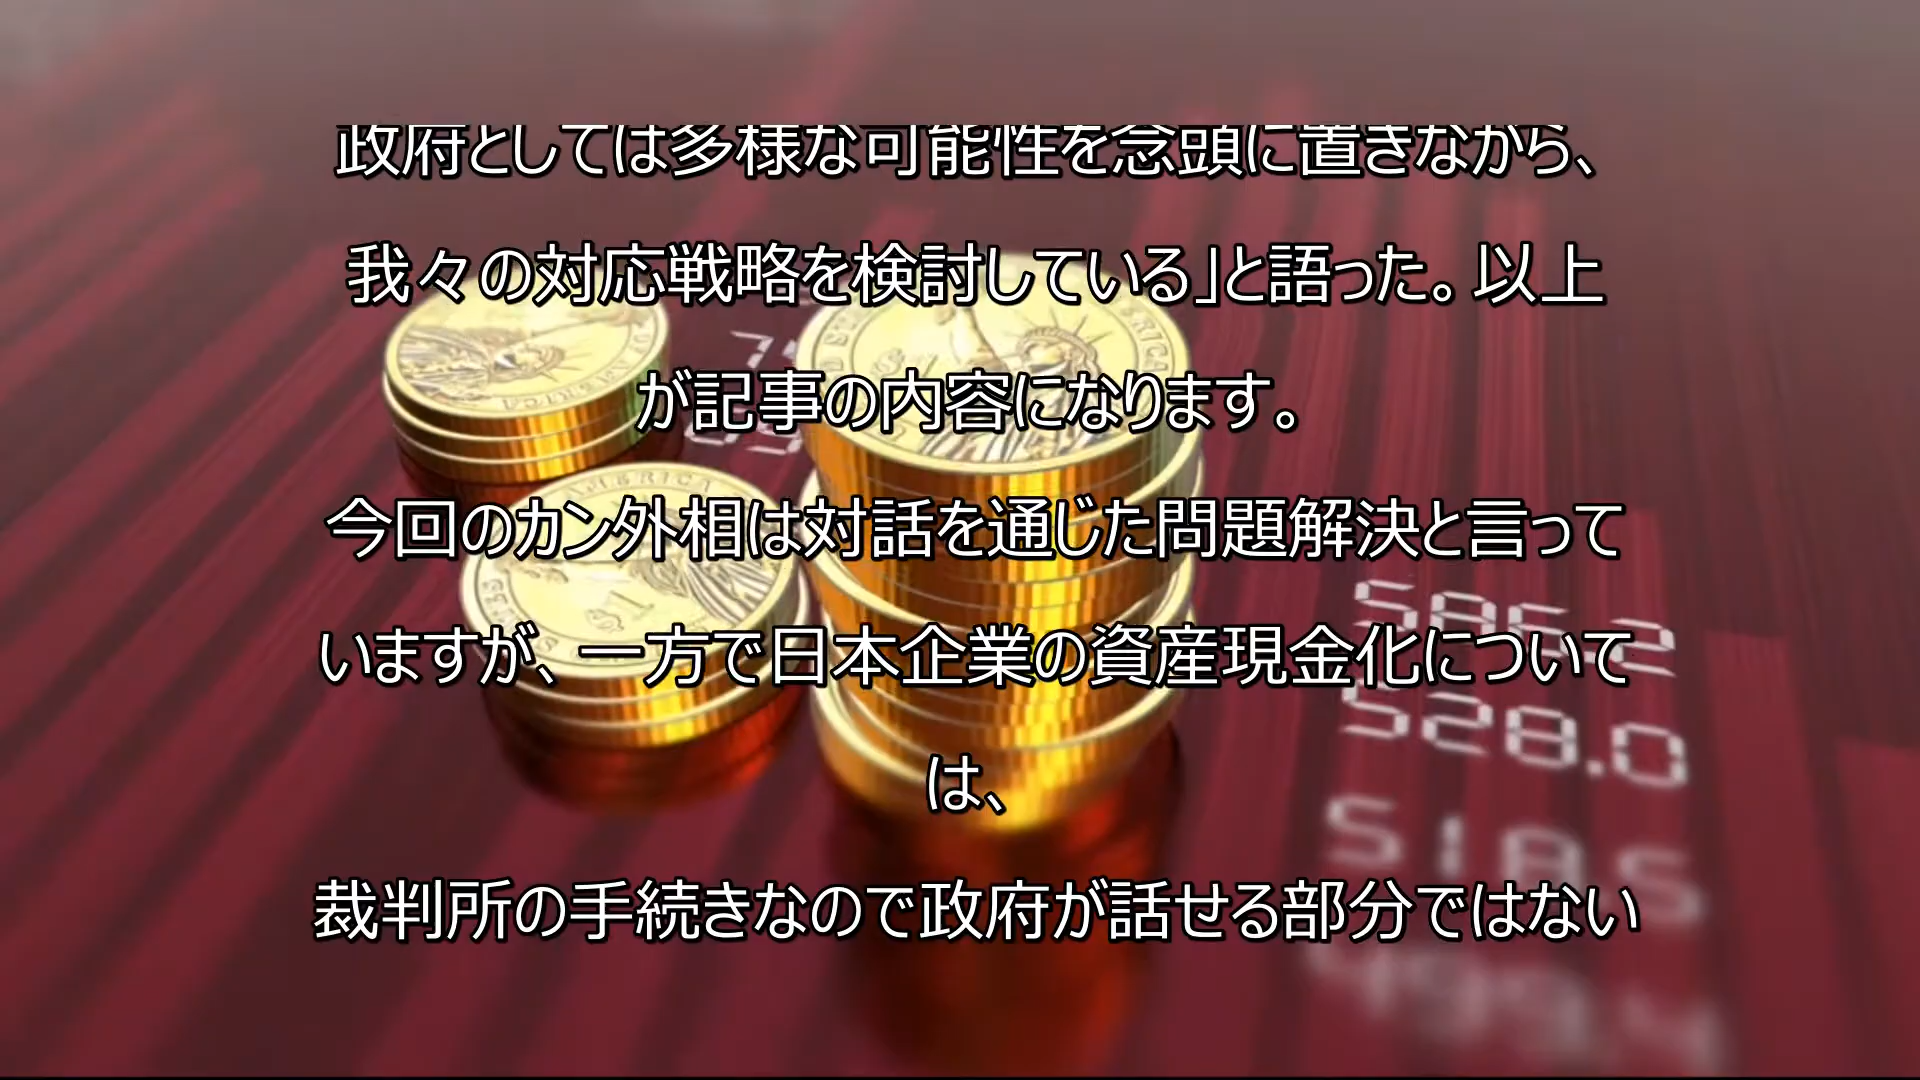 政府としては多様な可能性を念頭に置きながら、
我々の対応戦略を検討している」と語った。以上
が記事の内容になります。
今回のカン外相は対話を通じた問題解決と言って
いますが、一方で日本企業の資産現金化について
は、
裁判所の手続きなので政府が話せる部分ではない
AMERICA
$1
586.2
528.0